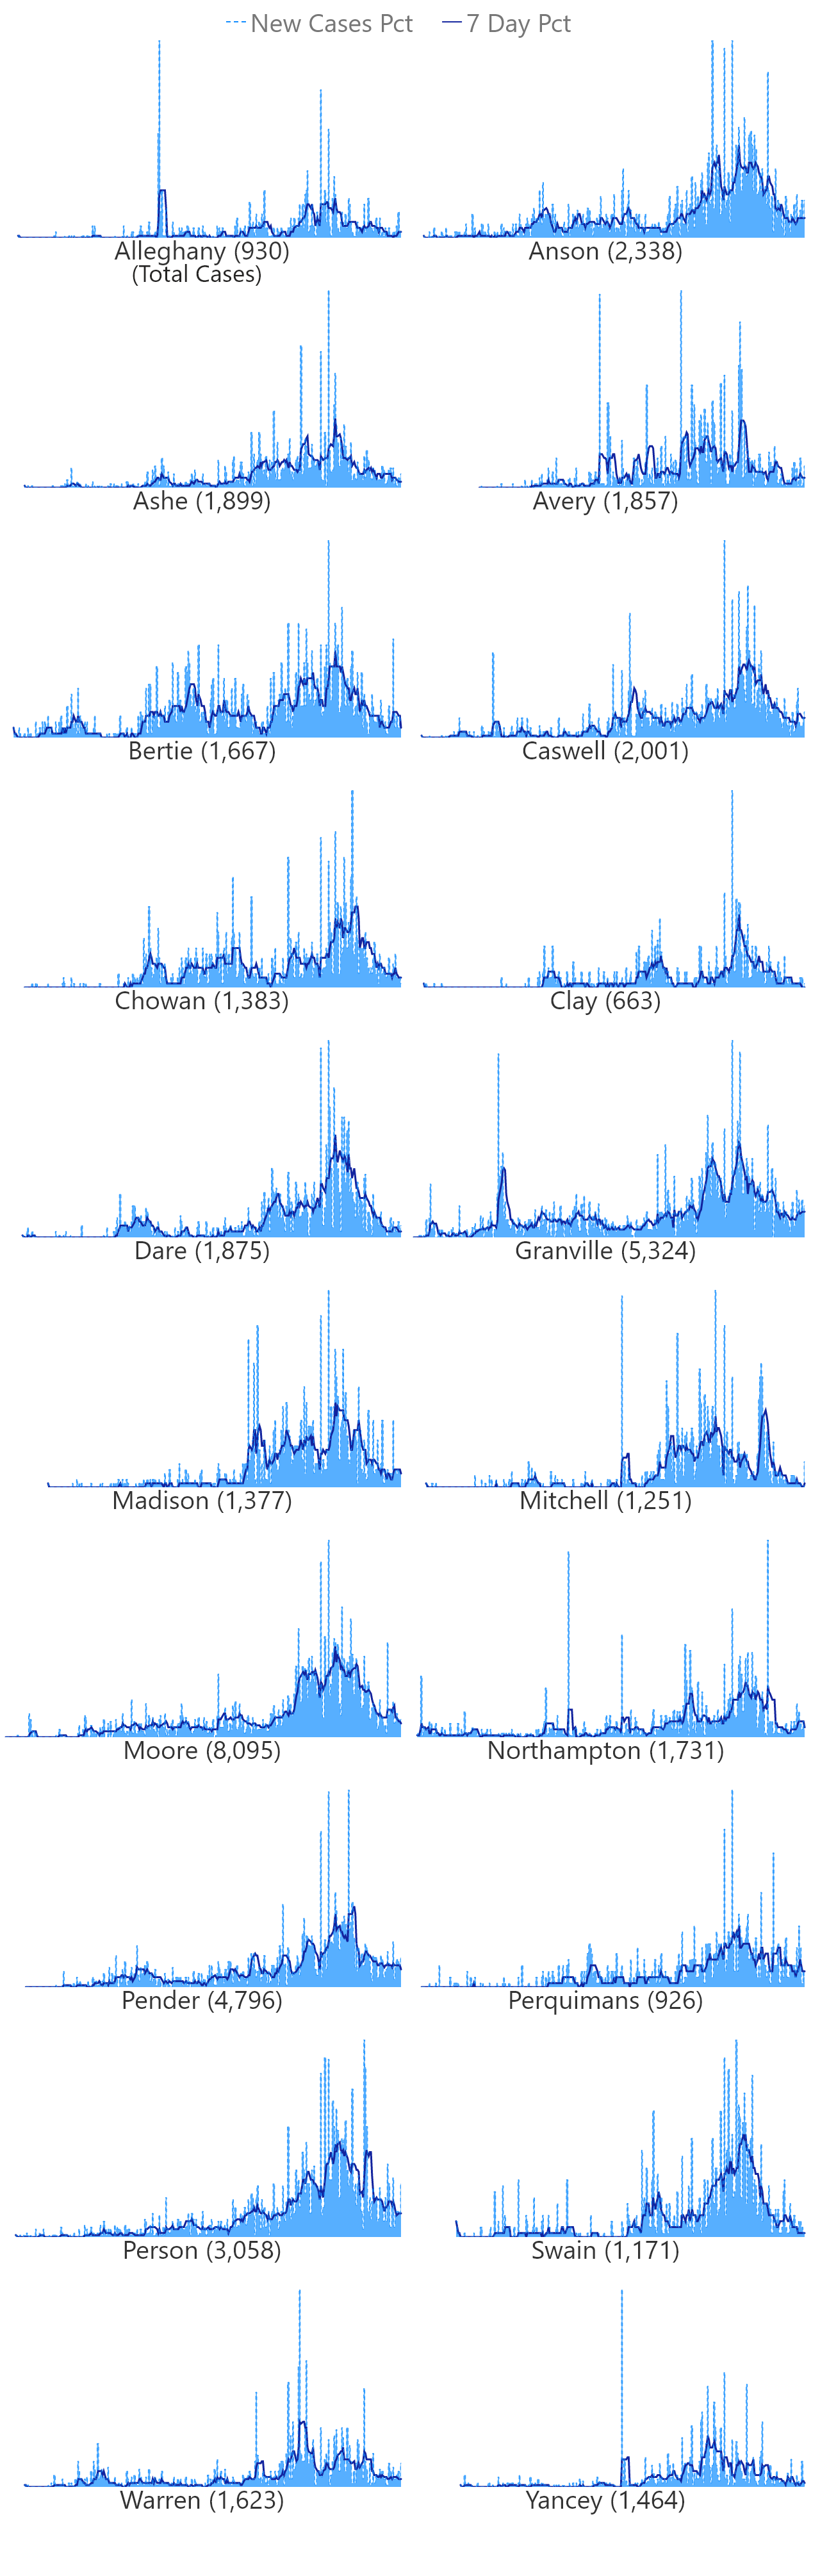 New Cases Pct 7 Day Pct
Alleghany (930) Anson (2,338)
(Total Cases)
Ashe (1,899) Avery (1,857)
Bertie (1,667) Caswell (2,001)
Chowan (1,383) Clay (663)
Dare (1,875) Granville (5,324)
Madison (1,377) Mitchell (1,251)
Moore (8,095) Northampton (1,731)
Pender (4,796) Perquimans (926)
Person (3,058) Swain (1,171)
Warren (1,623) Yancey (1,464)